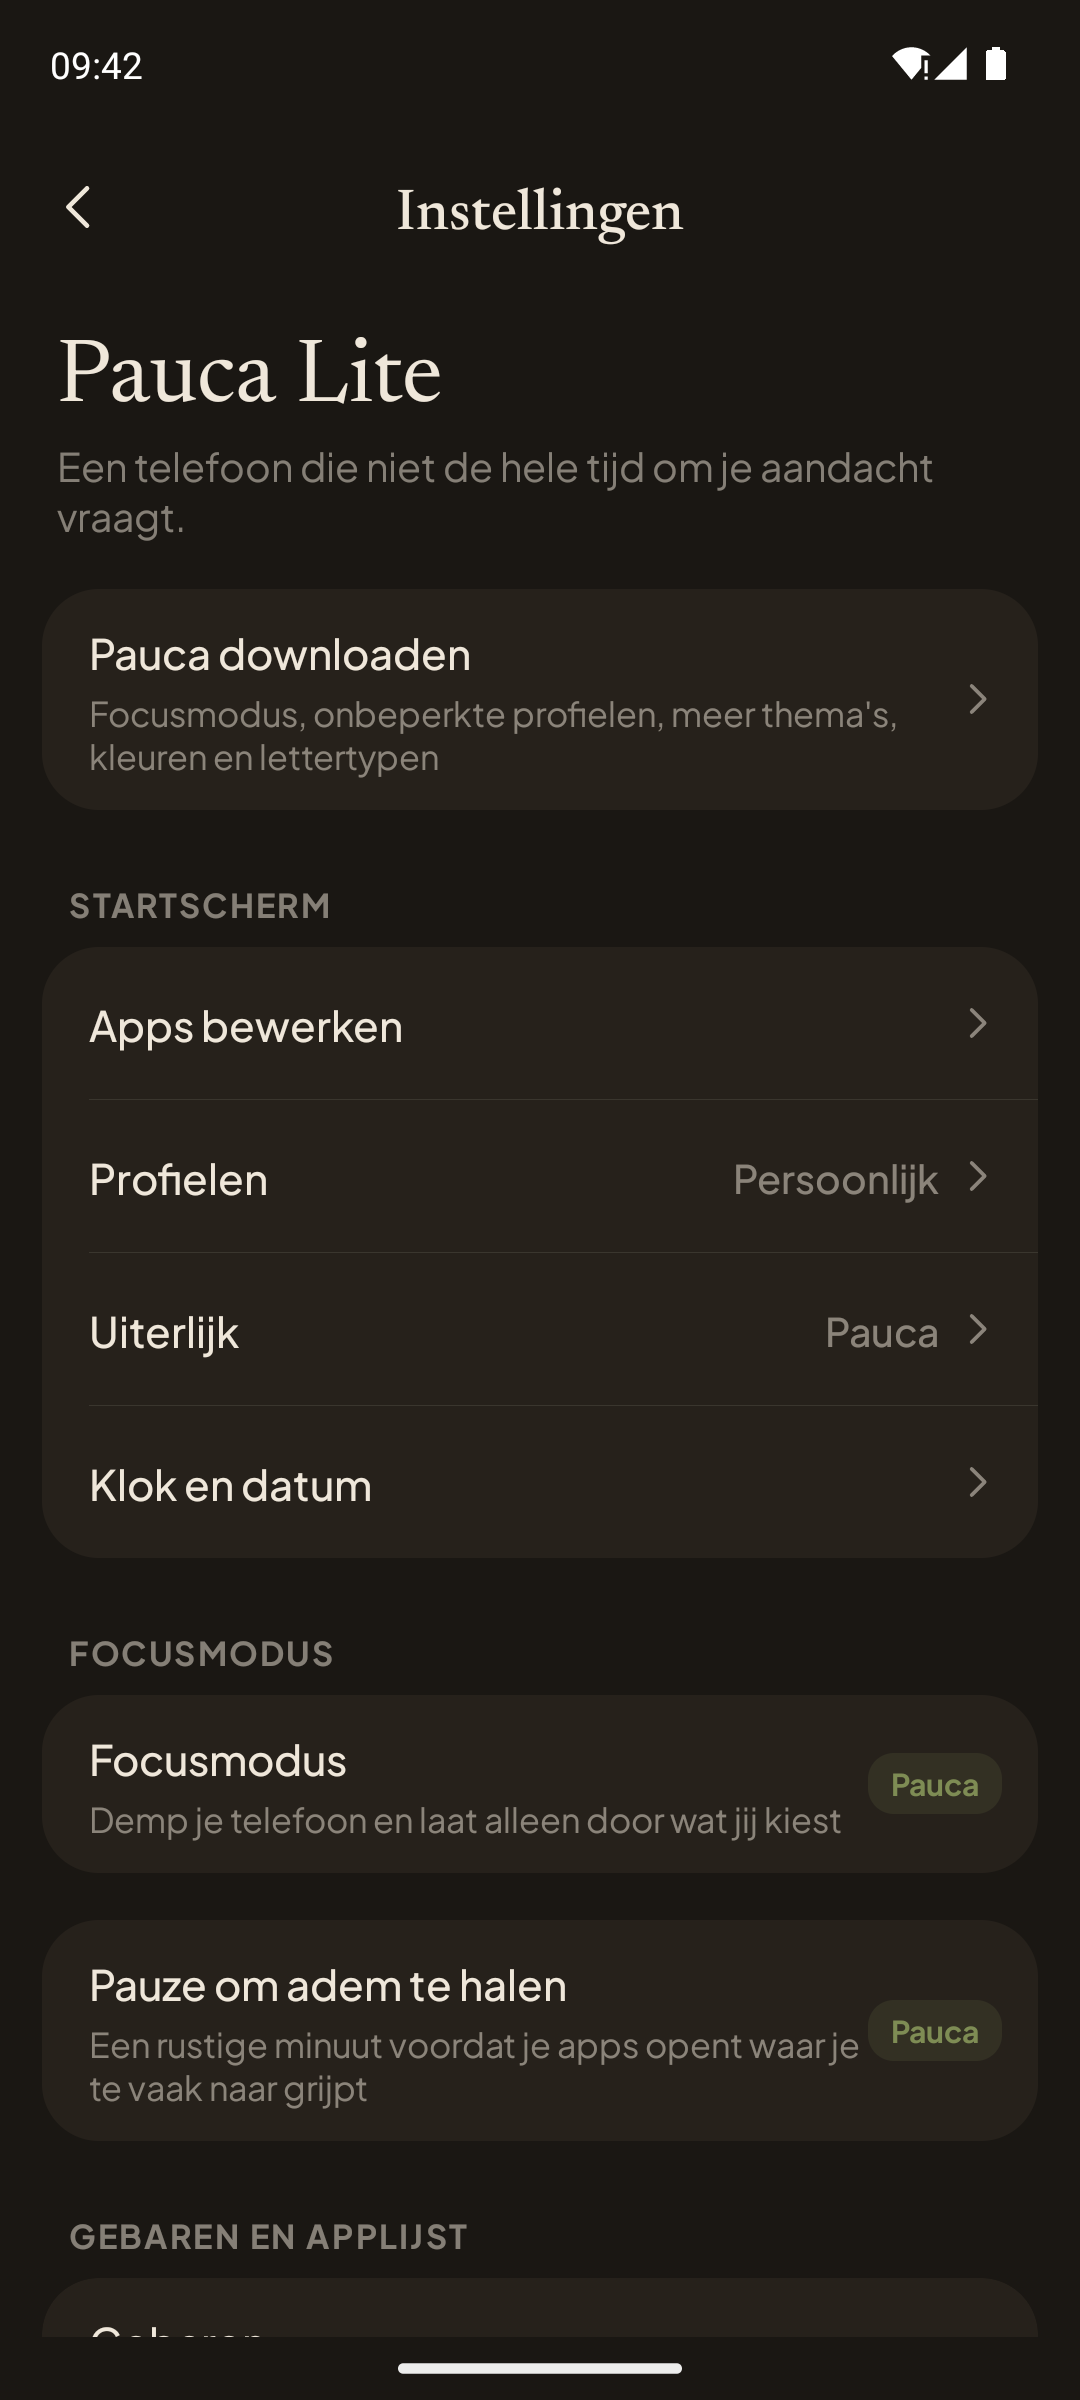 09:42
Instellingen
Pauca Lite
Een telefoon die niet de hele tijd om je aandacht
vraagt.
Pauca downloaden
Focusmodus, onbeperkte profielen, meer thema's,
kleuren en lettertypen
STARTSCHERM
Apps bewerken
Profielen
Persoonlijk
Uiterlijk
Pauca
Klok en datum
FOCUSMODUS
Focusmodus
Demp je telefoon en laat alleen door wat jij kiest
Pauca
Pauze om adem te halen
Een rustige minuut voordat je apps opent waar je
te vaak naar grijpt
Pauca
GEBAREN EN APPLIJST